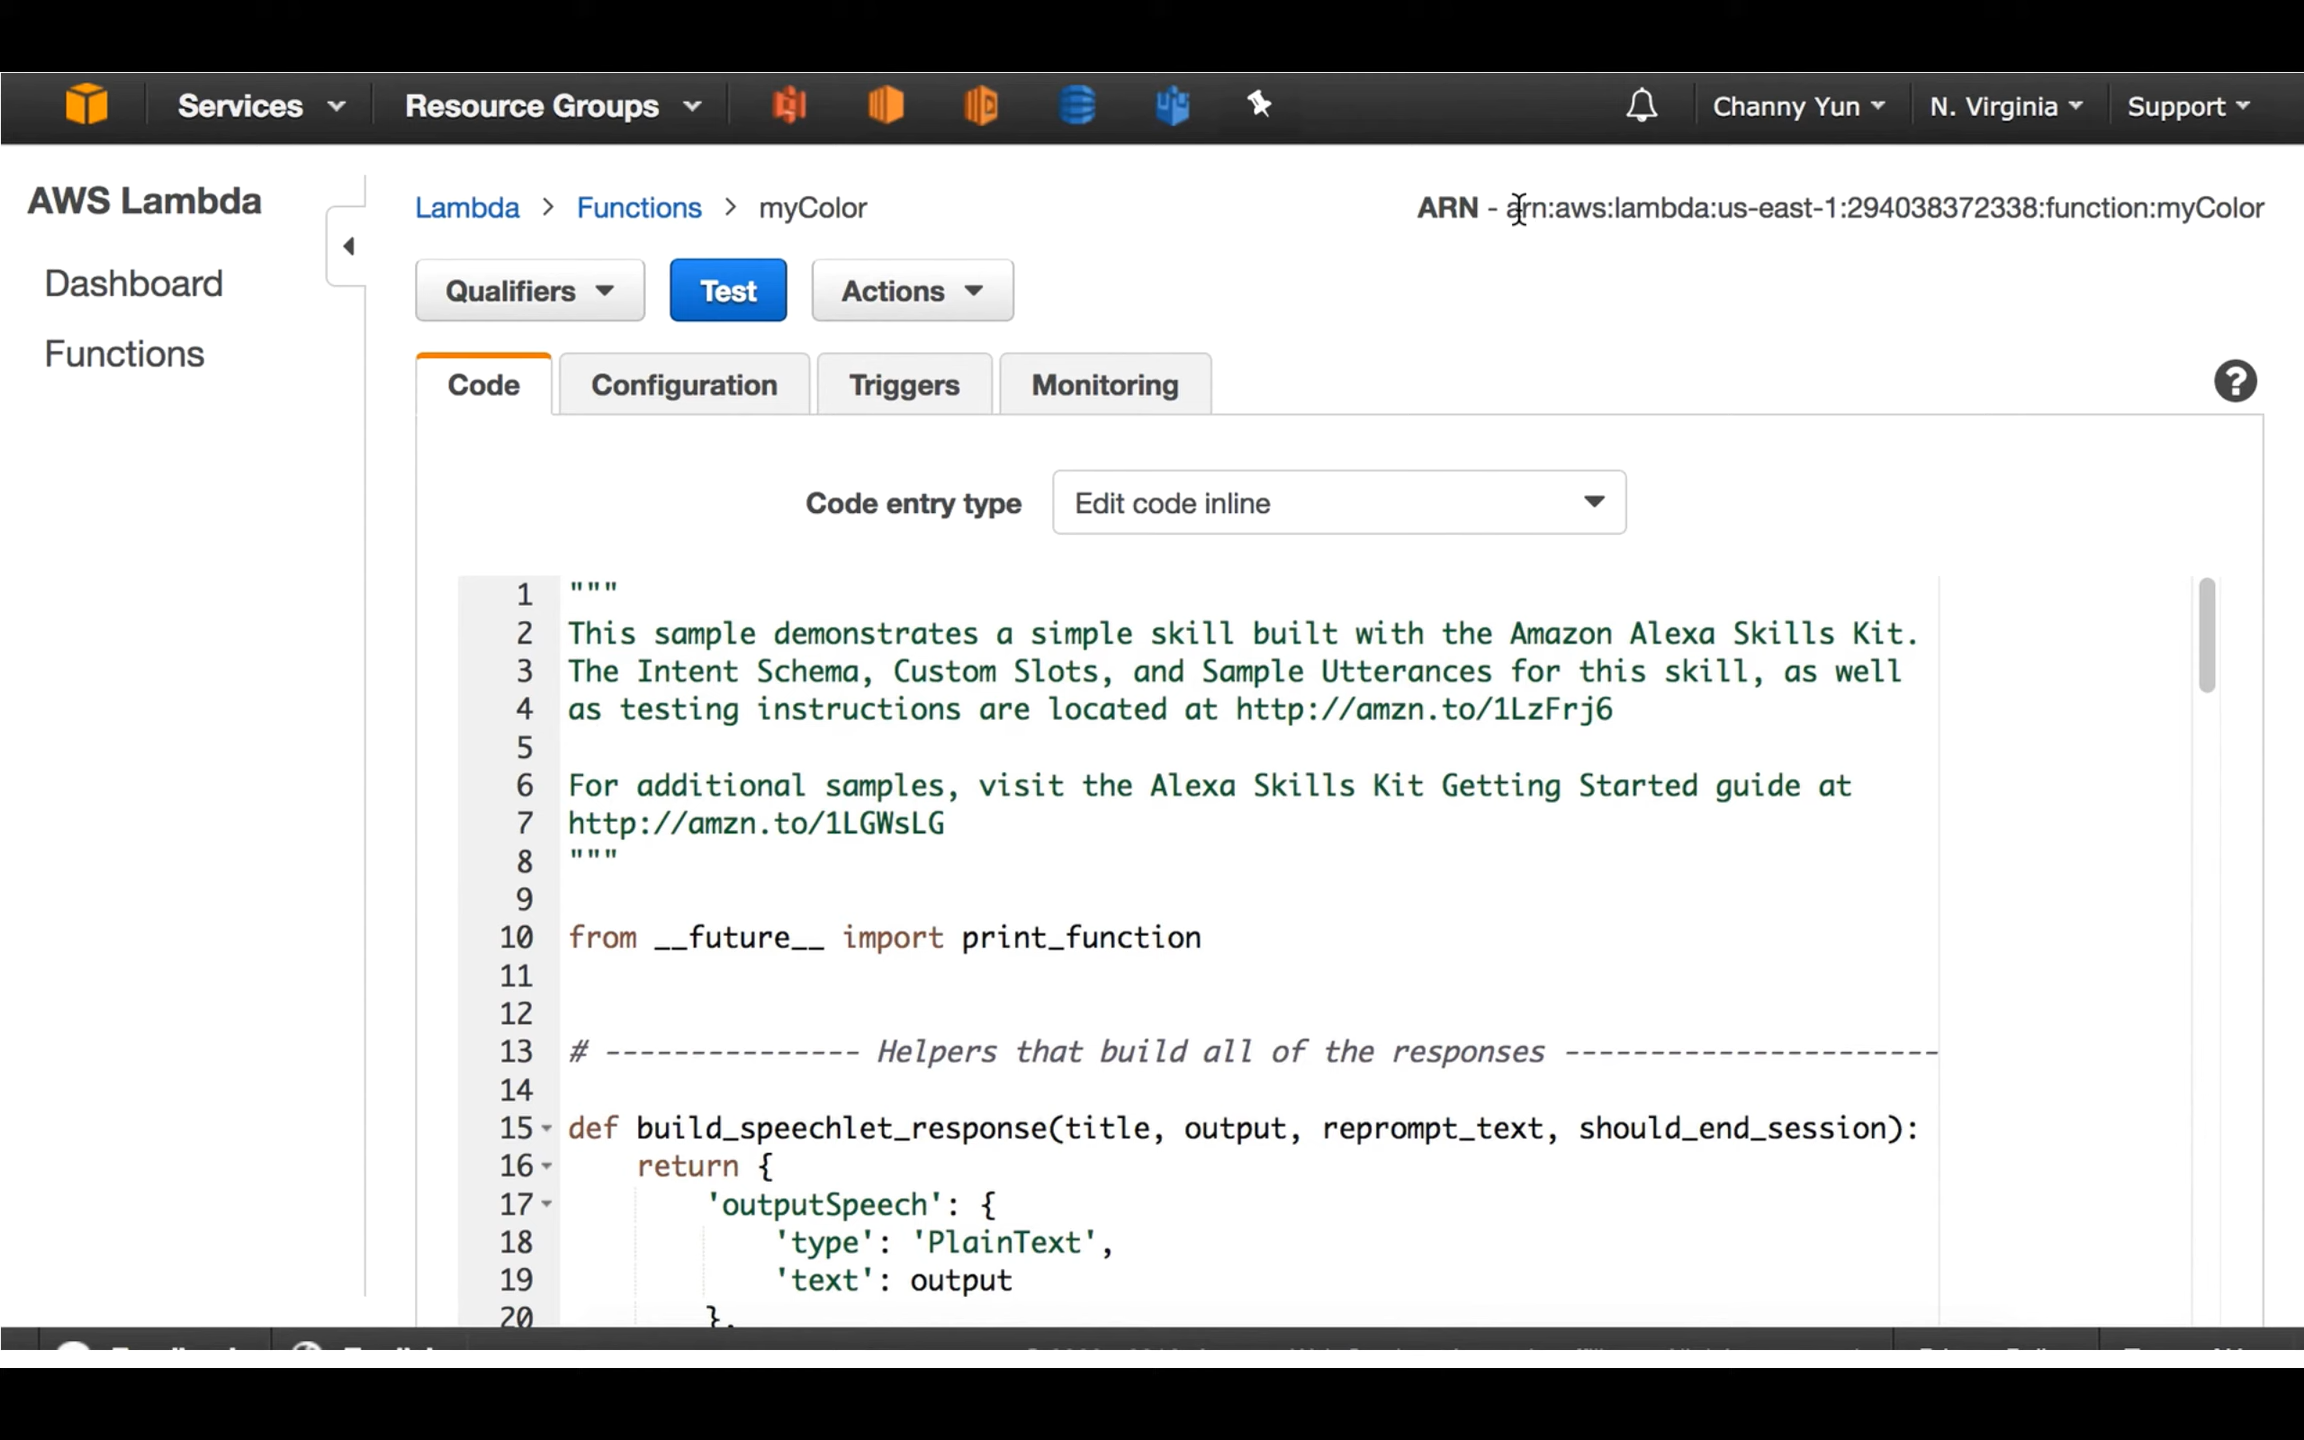 Services
Resource Groups
Channy Yun
N. Virginia
Support
AWS Lambda
Dashboard
Functions
Lambda > Functions > myColor
ARN - arn:aws:lambda:us-east-1:294038372338:function:myColor
Qualifiers
Test
Actions
Code
Configuration
Triggers
Monitoring
?
Code entry type
Edit code inline
1 """
2 This sample demonstrates a simple skill built with the Amazon Alexa Skills Kit.
3 The Intent Schema, Custom Slots, and Sample Utterances for this skill, as well
4 as testing instructions are located at http://amzn.to/1LzFrj6
5
6 For additional samples, visit the Alexa Skills Kit Getting Started guide at
7 http://amzn.to/1LGWsLG
8 """
9
10 from __future__ import print_function
11
12
13 # --------------- Helpers that build all of the responses ----------------------
14
15 def build_speechlet_response(title, output, reprompt_text, should_end_session):
16 return {
17 'outputSpeech': {
18 'type': 'PlainText',
19 'text': output
20 },